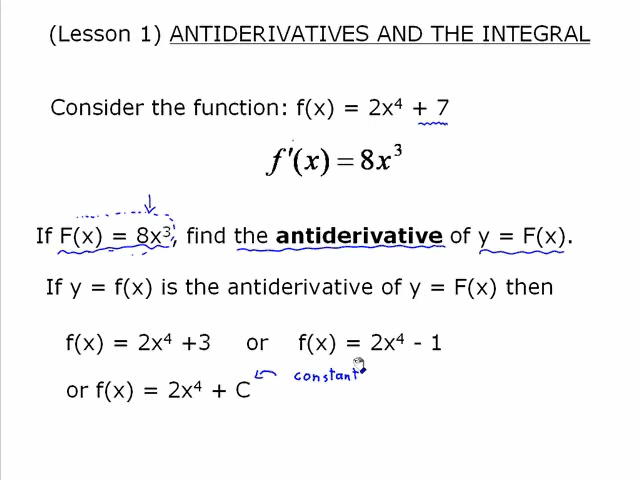 (Lesson 1) ANTIDERIVATIVES AND THE INTEGRAL
Consider the function: f(x) = 2x⁴ + 7
f'(x) = 8x³
If F(x) = 8x³, find the antiderivative of y = F(x).
If y = f(x) is the antiderivative of y = F(x) then
f(x) = 2x⁴ +3 or f(x) = 2x⁴ - 1
or f(x) = 2x⁴ + C ← constant